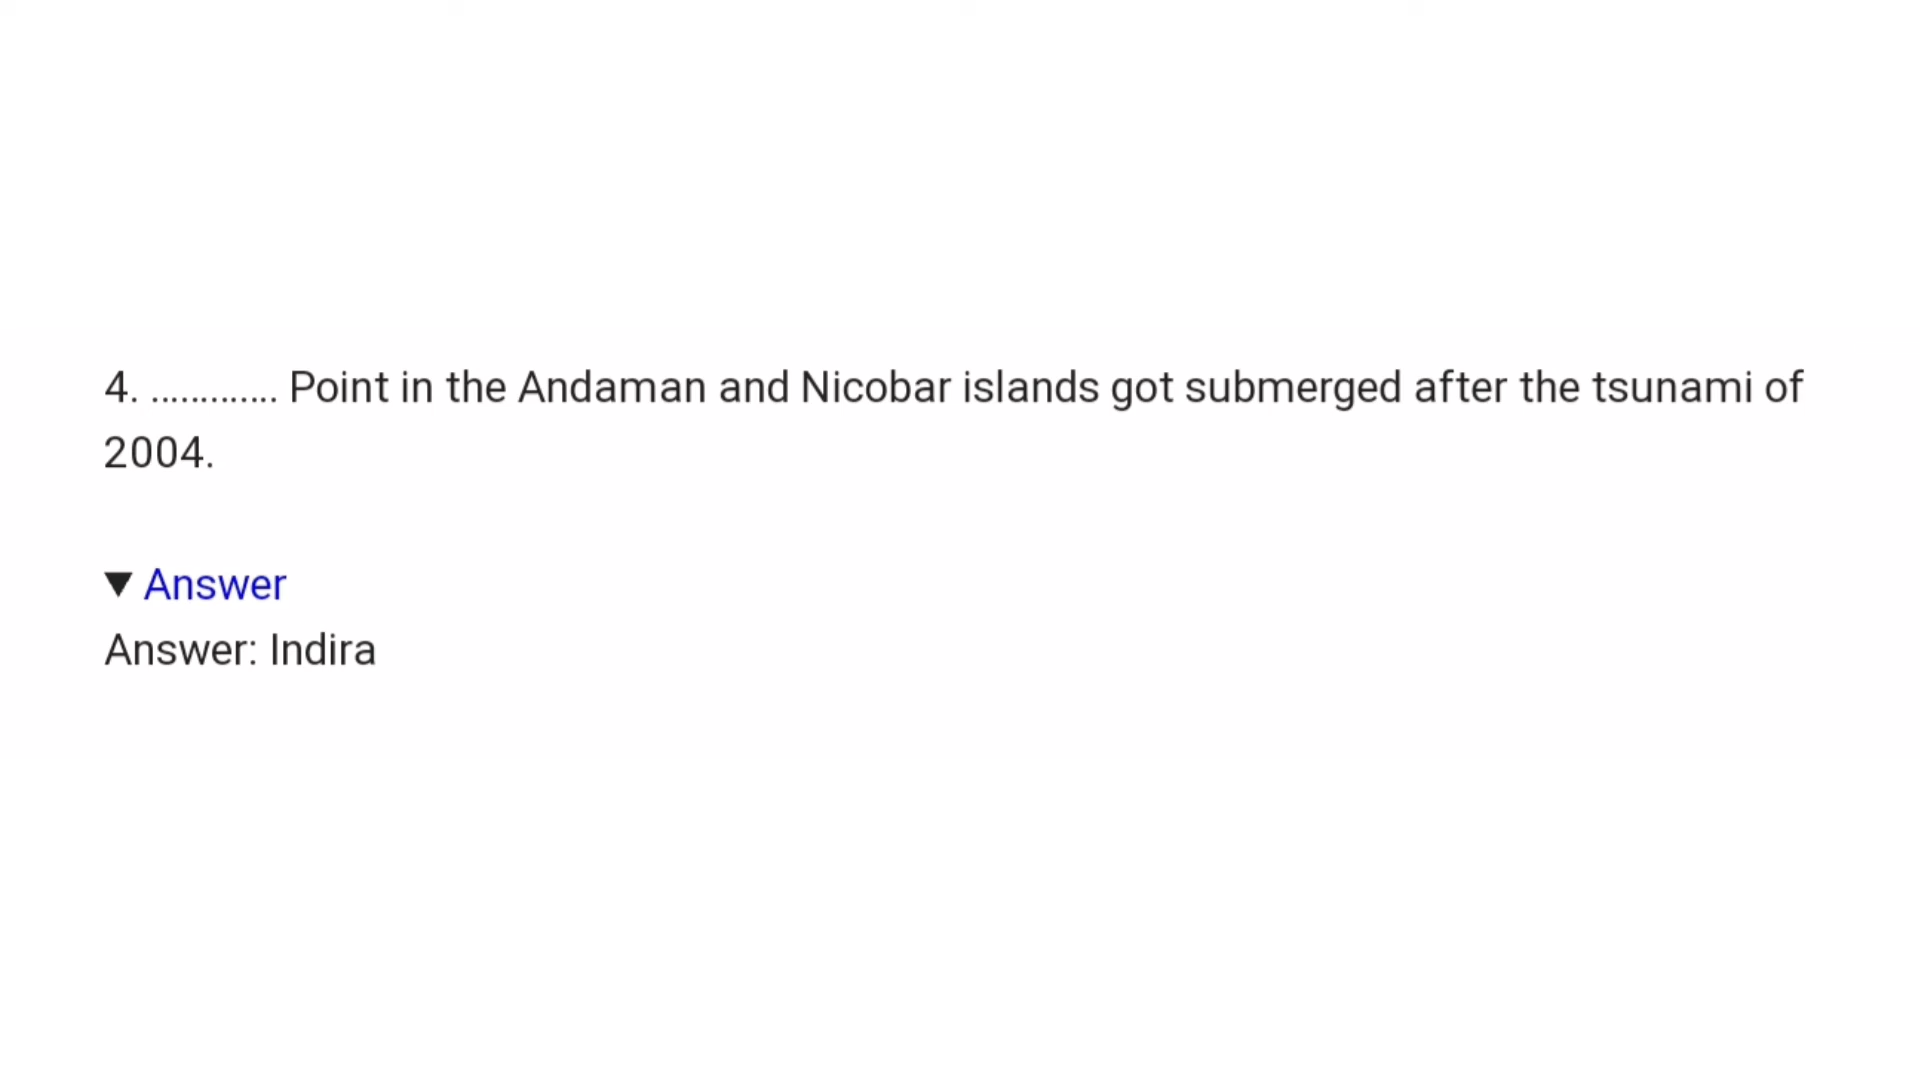 4. ............. Point in the Andaman and Nicobar islands got submerged after the tsunami of
2004.
▼ Answer
Answer: Indira